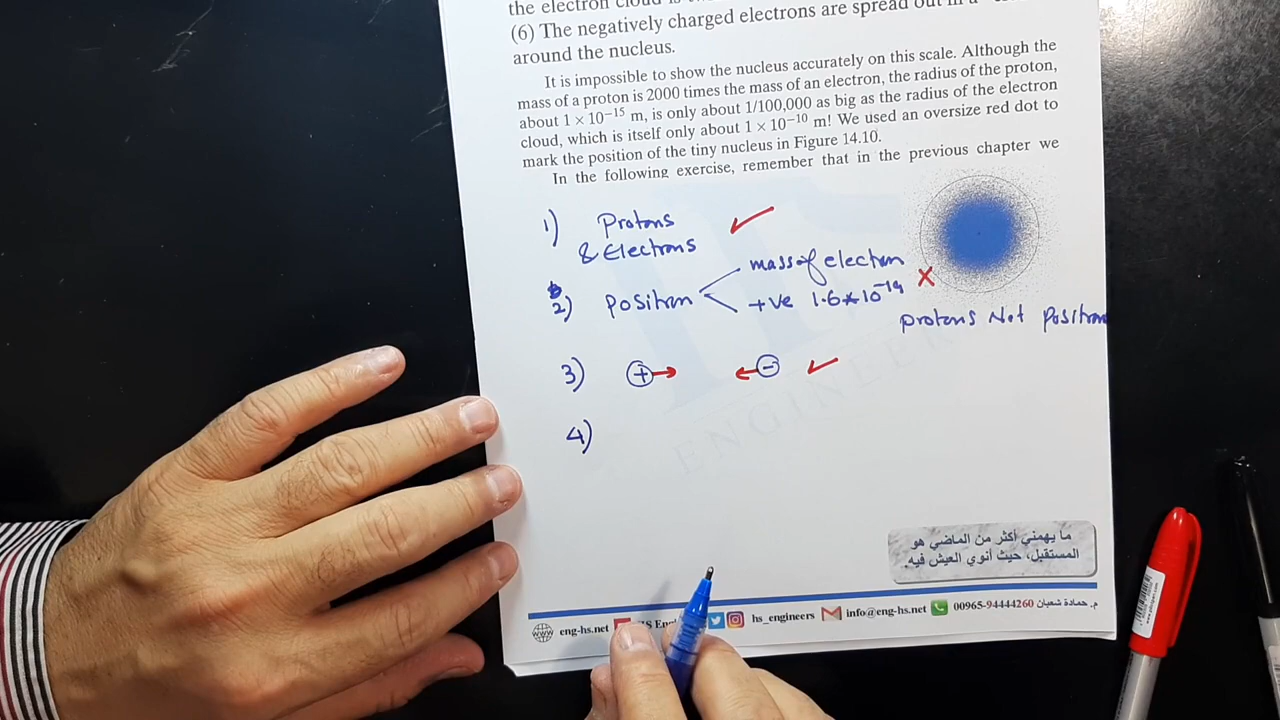 the electron cloud is
(6) The negatively charged electrons are spread out in a
around the nucleus.
It is impossible to show the nucleus accurately on this scale. Although the
mass of a proton is 2000 times the mass of an electron, the radius of the proton,
about 1 × 10⁻¹⁵ m, is only about 1/100,000 as big as the radius of the electron
cloud, which is itself only about 1 × 10⁻¹⁰ m! We used an oversize red dot to
mark the position of the tiny nucleus in Figure 14.10.
In the following exercise, remember that in the previous chapter we
1) Protons ✓
& Electrons
mass of electron
2) Positron
+ve 1.6*10⁻¹⁹ ✗
Protons Not Positron
3) + → ← − ✓
4)
ENGINEER
ما يهمني أكثر من الماضي هو
المستقبل، حيث أنوي العيش فيه.
www eng-hs.net HS hs_engineers info@eng-hs.net 00965-94444260 م. حمادة شعبان